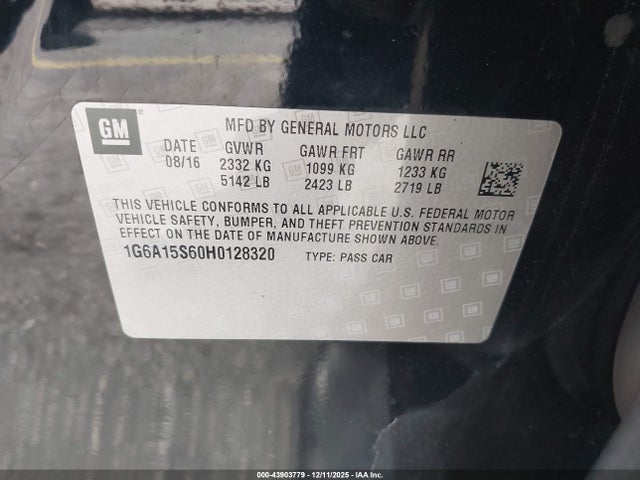 GM
MFD BY GENERAL MOTORS LLC
DATE GVWR GAWR FRT GAWR RR
08/16 2332 KG 1099 KG 1233 KG
5142 LB 2423 LB 2719 LB
THIS VEHICLE CONFORMS TO ALL APPLICABLE U.S. FEDERAL MOTOR
VEHICLE SAFETY, BUMPER, AND THEFT PREVENTION STANDARDS IN
EFFECT ON THE DATE OF MANUFACTURE SHOWN ABOVE.
1G6A15S60H0128320 TYPE: PASS CAR
000-43903779 - 12/11/2025 - IAAI.COM